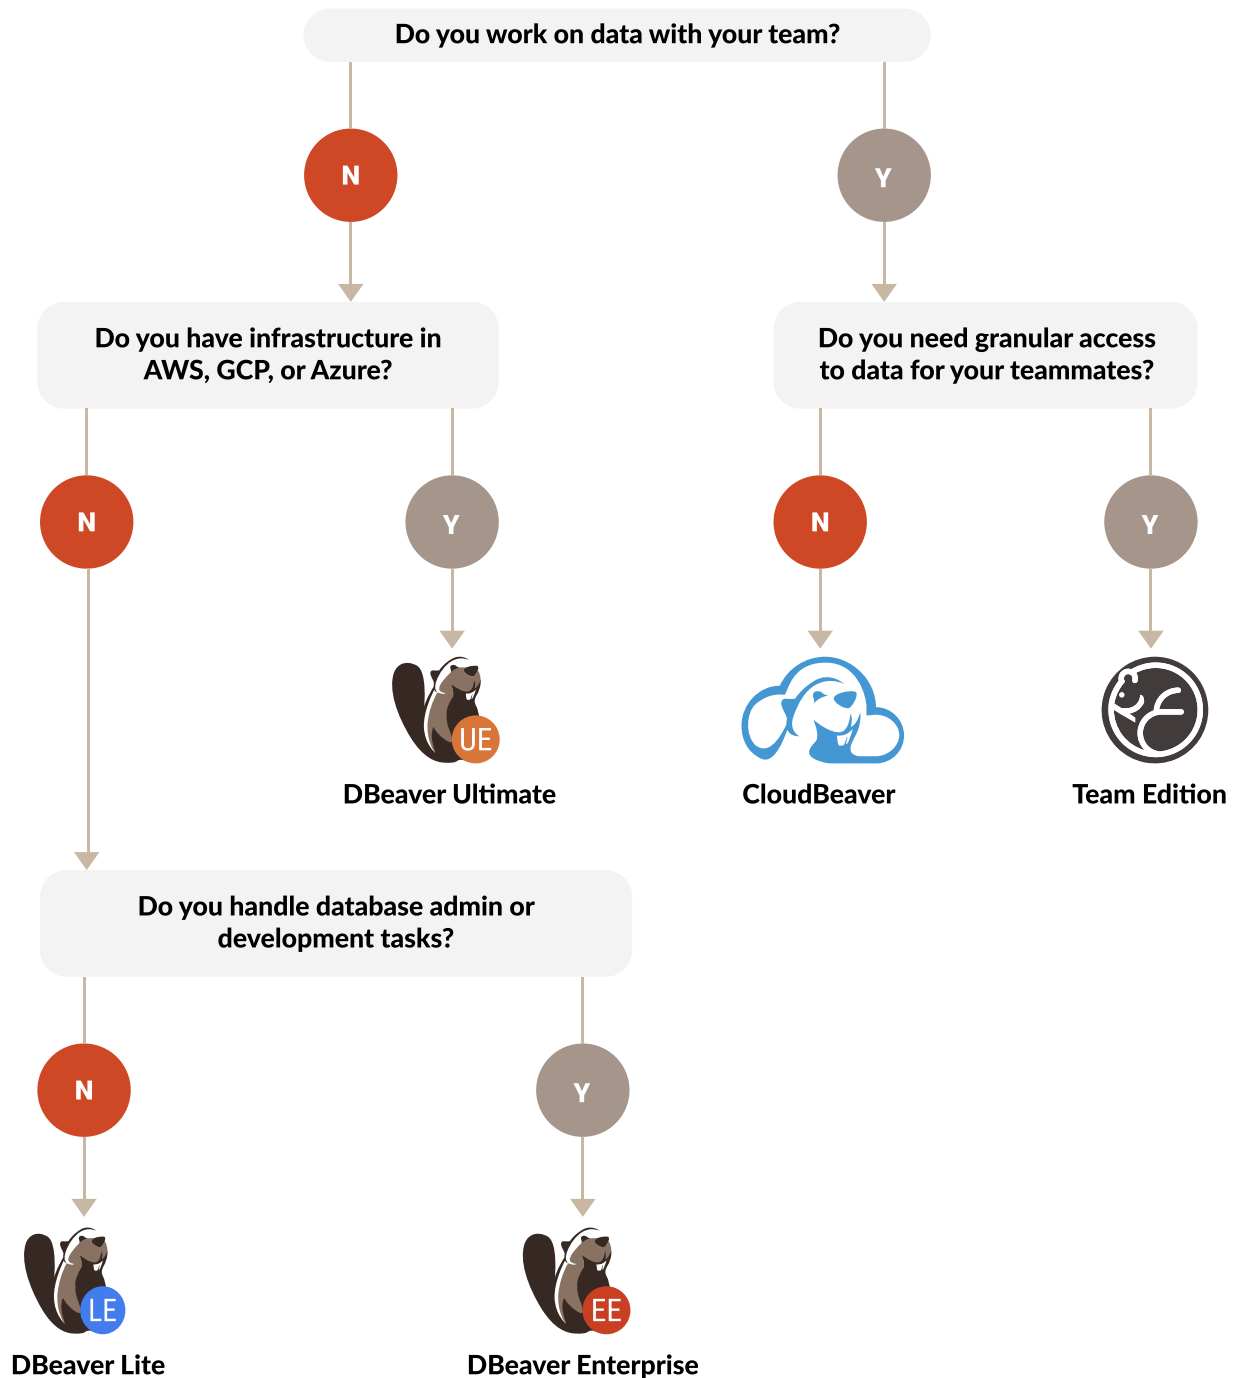 Do you work on data with your team?
N
Y
Do you have infrastructure in
AWS, GCP, or Azure?
Do you need granular access
to data for your teammates?
N
Y
N
Y
UE
DBeaver Ultimate
CloudBeaver
Team Edition
Do you handle database admin or
development tasks?
N
Y
LE
EE
DBeaver Lite
DBeaver Enterprise